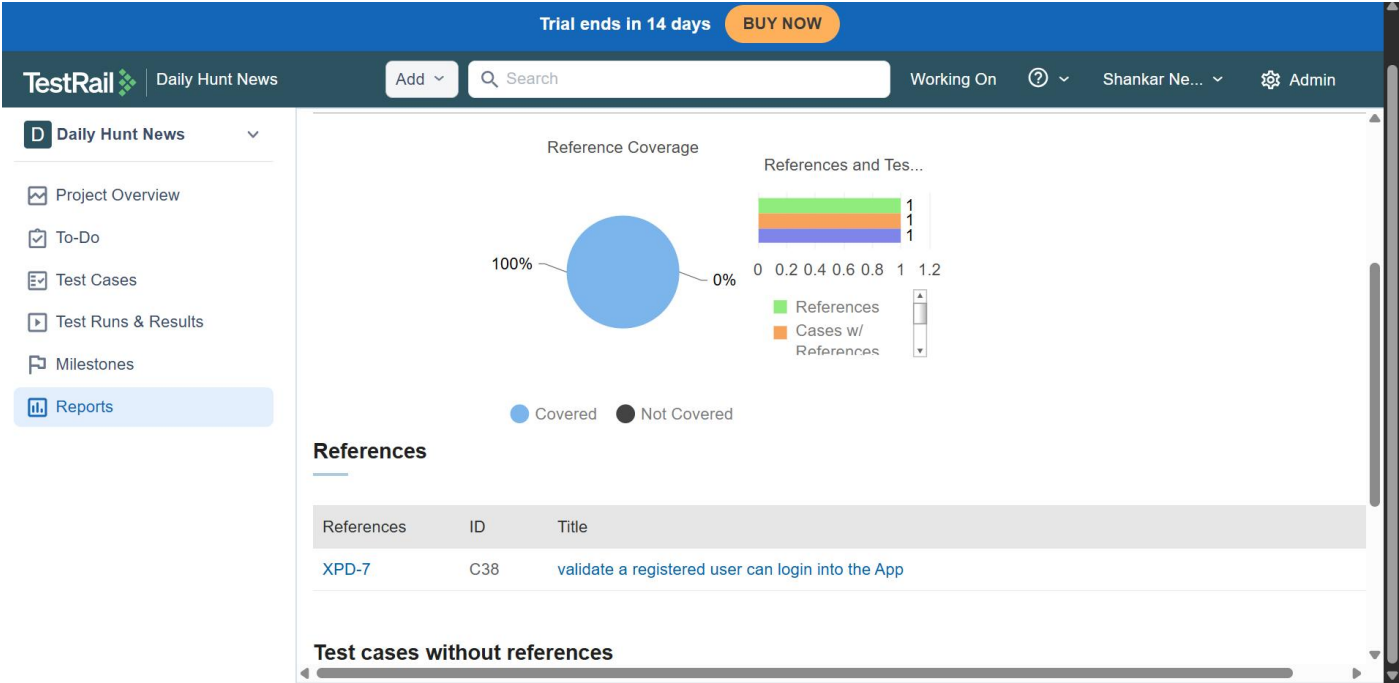 Trial ends in 14 days BUY NOW
TestRail Daily Hunt News Add Search Working On Shankar Ne... Admin
D Daily Hunt News
Project Overview
To-Do
Test Cases
Test Runs & Results
Milestones
Reports
Reference Coverage
100%
0%
Covered Not Covered
References and Tes...
1
1
1
0 0.2 0.4 0.6 0.8 1 1.2
References
Cases w/
References
References
References ID Title
XPD-7 C38 validate a registered user can login into the App
Test cases without references